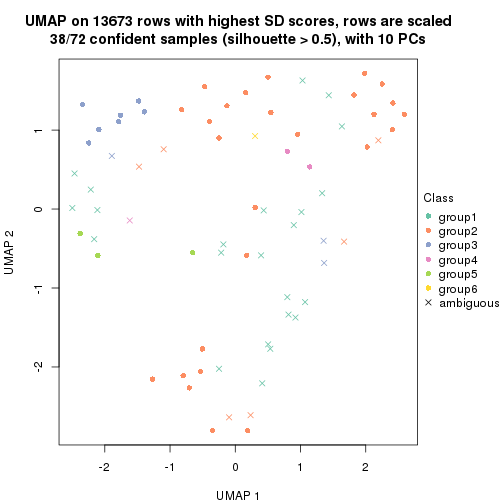 UMAP on 13673 rows with highest SD scores, rows are scaled
38/72 confident samples (silhouette > 0.5), with 10 PCs
UMAP 2
1
0
-1
-2
-2
-1
0
1
2
UMAP 1
Class
group1
group2
group3
group4
group5
group6
ambiguous